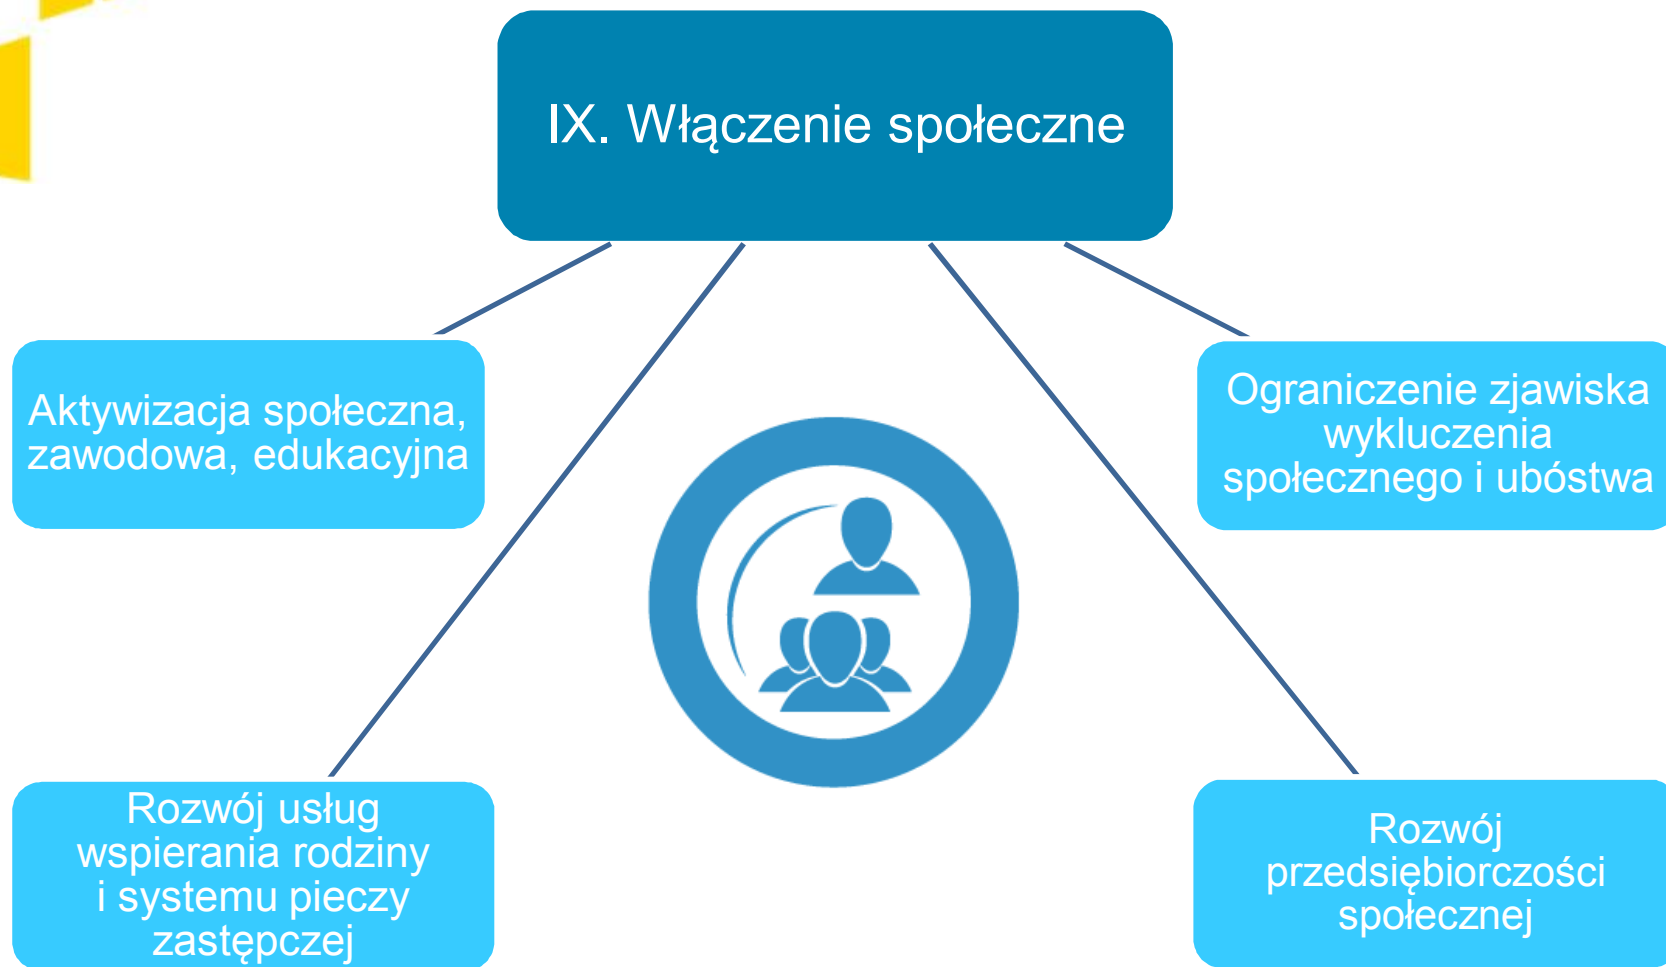 IX. Włączenie społeczne
Aktywizacja społeczna,
zawodowa, edukacyjna
Ograniczenie zjawiska
wykluczenia
społecznego i ubóstwa
Rozwój usług
wspierania rodziny
i systemu pieczy
zastępczej
Rozwój
przedsiębiorczości
społecznej